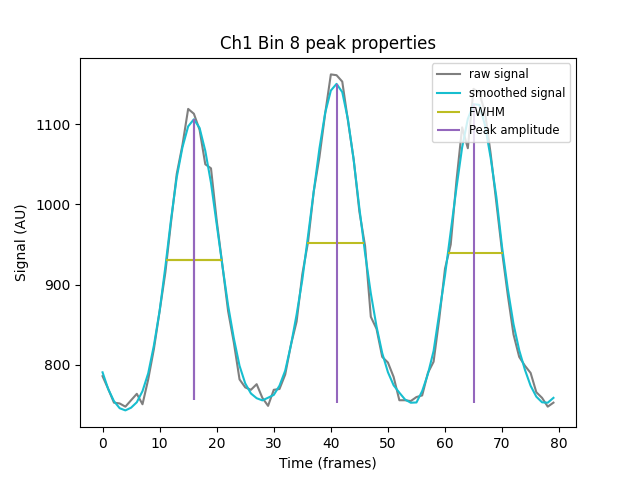 Ch1 Bin 8 peak properties
raw signal
smoothed signal
FWHM
Peak amplitude
1100
1000
900
800
Signal (AU)
0 10 20 30 40 50 60 70 80
Time (frames)